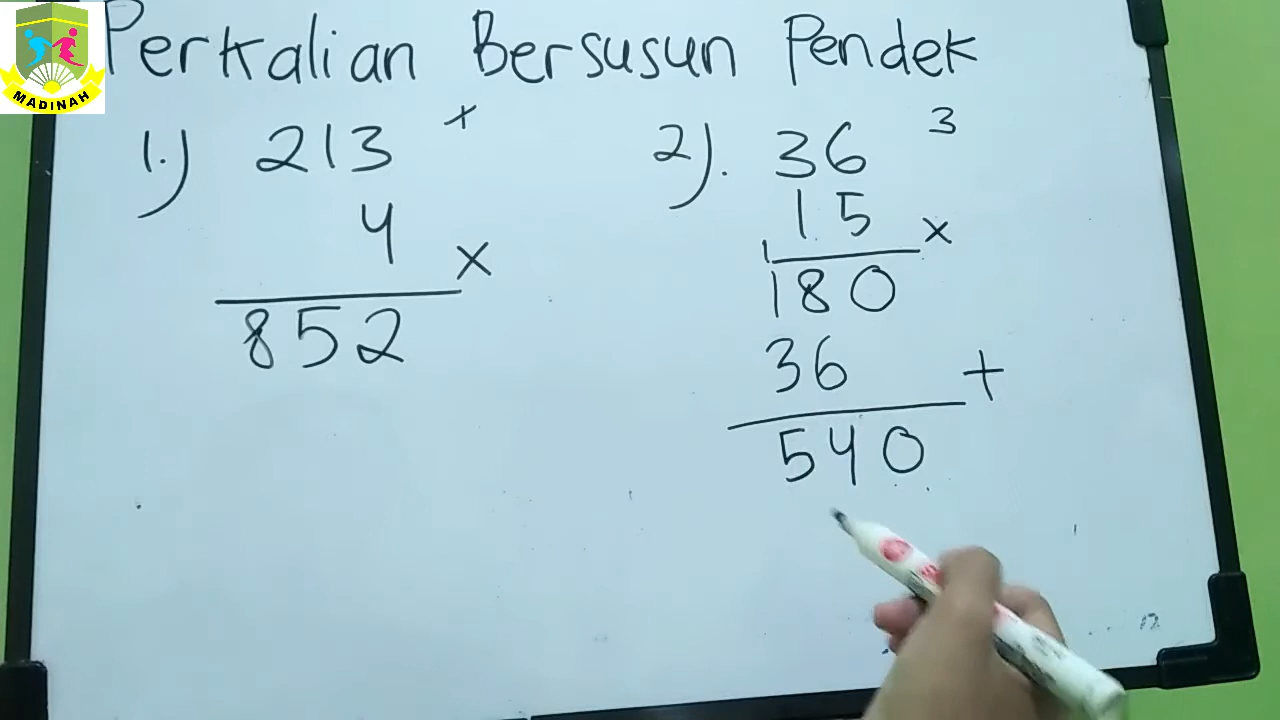 MADINAH
Perkalian Bersusun Pendek
1.) 213
4 x
852
2). 36 3
15 x
1
180
36 +
540